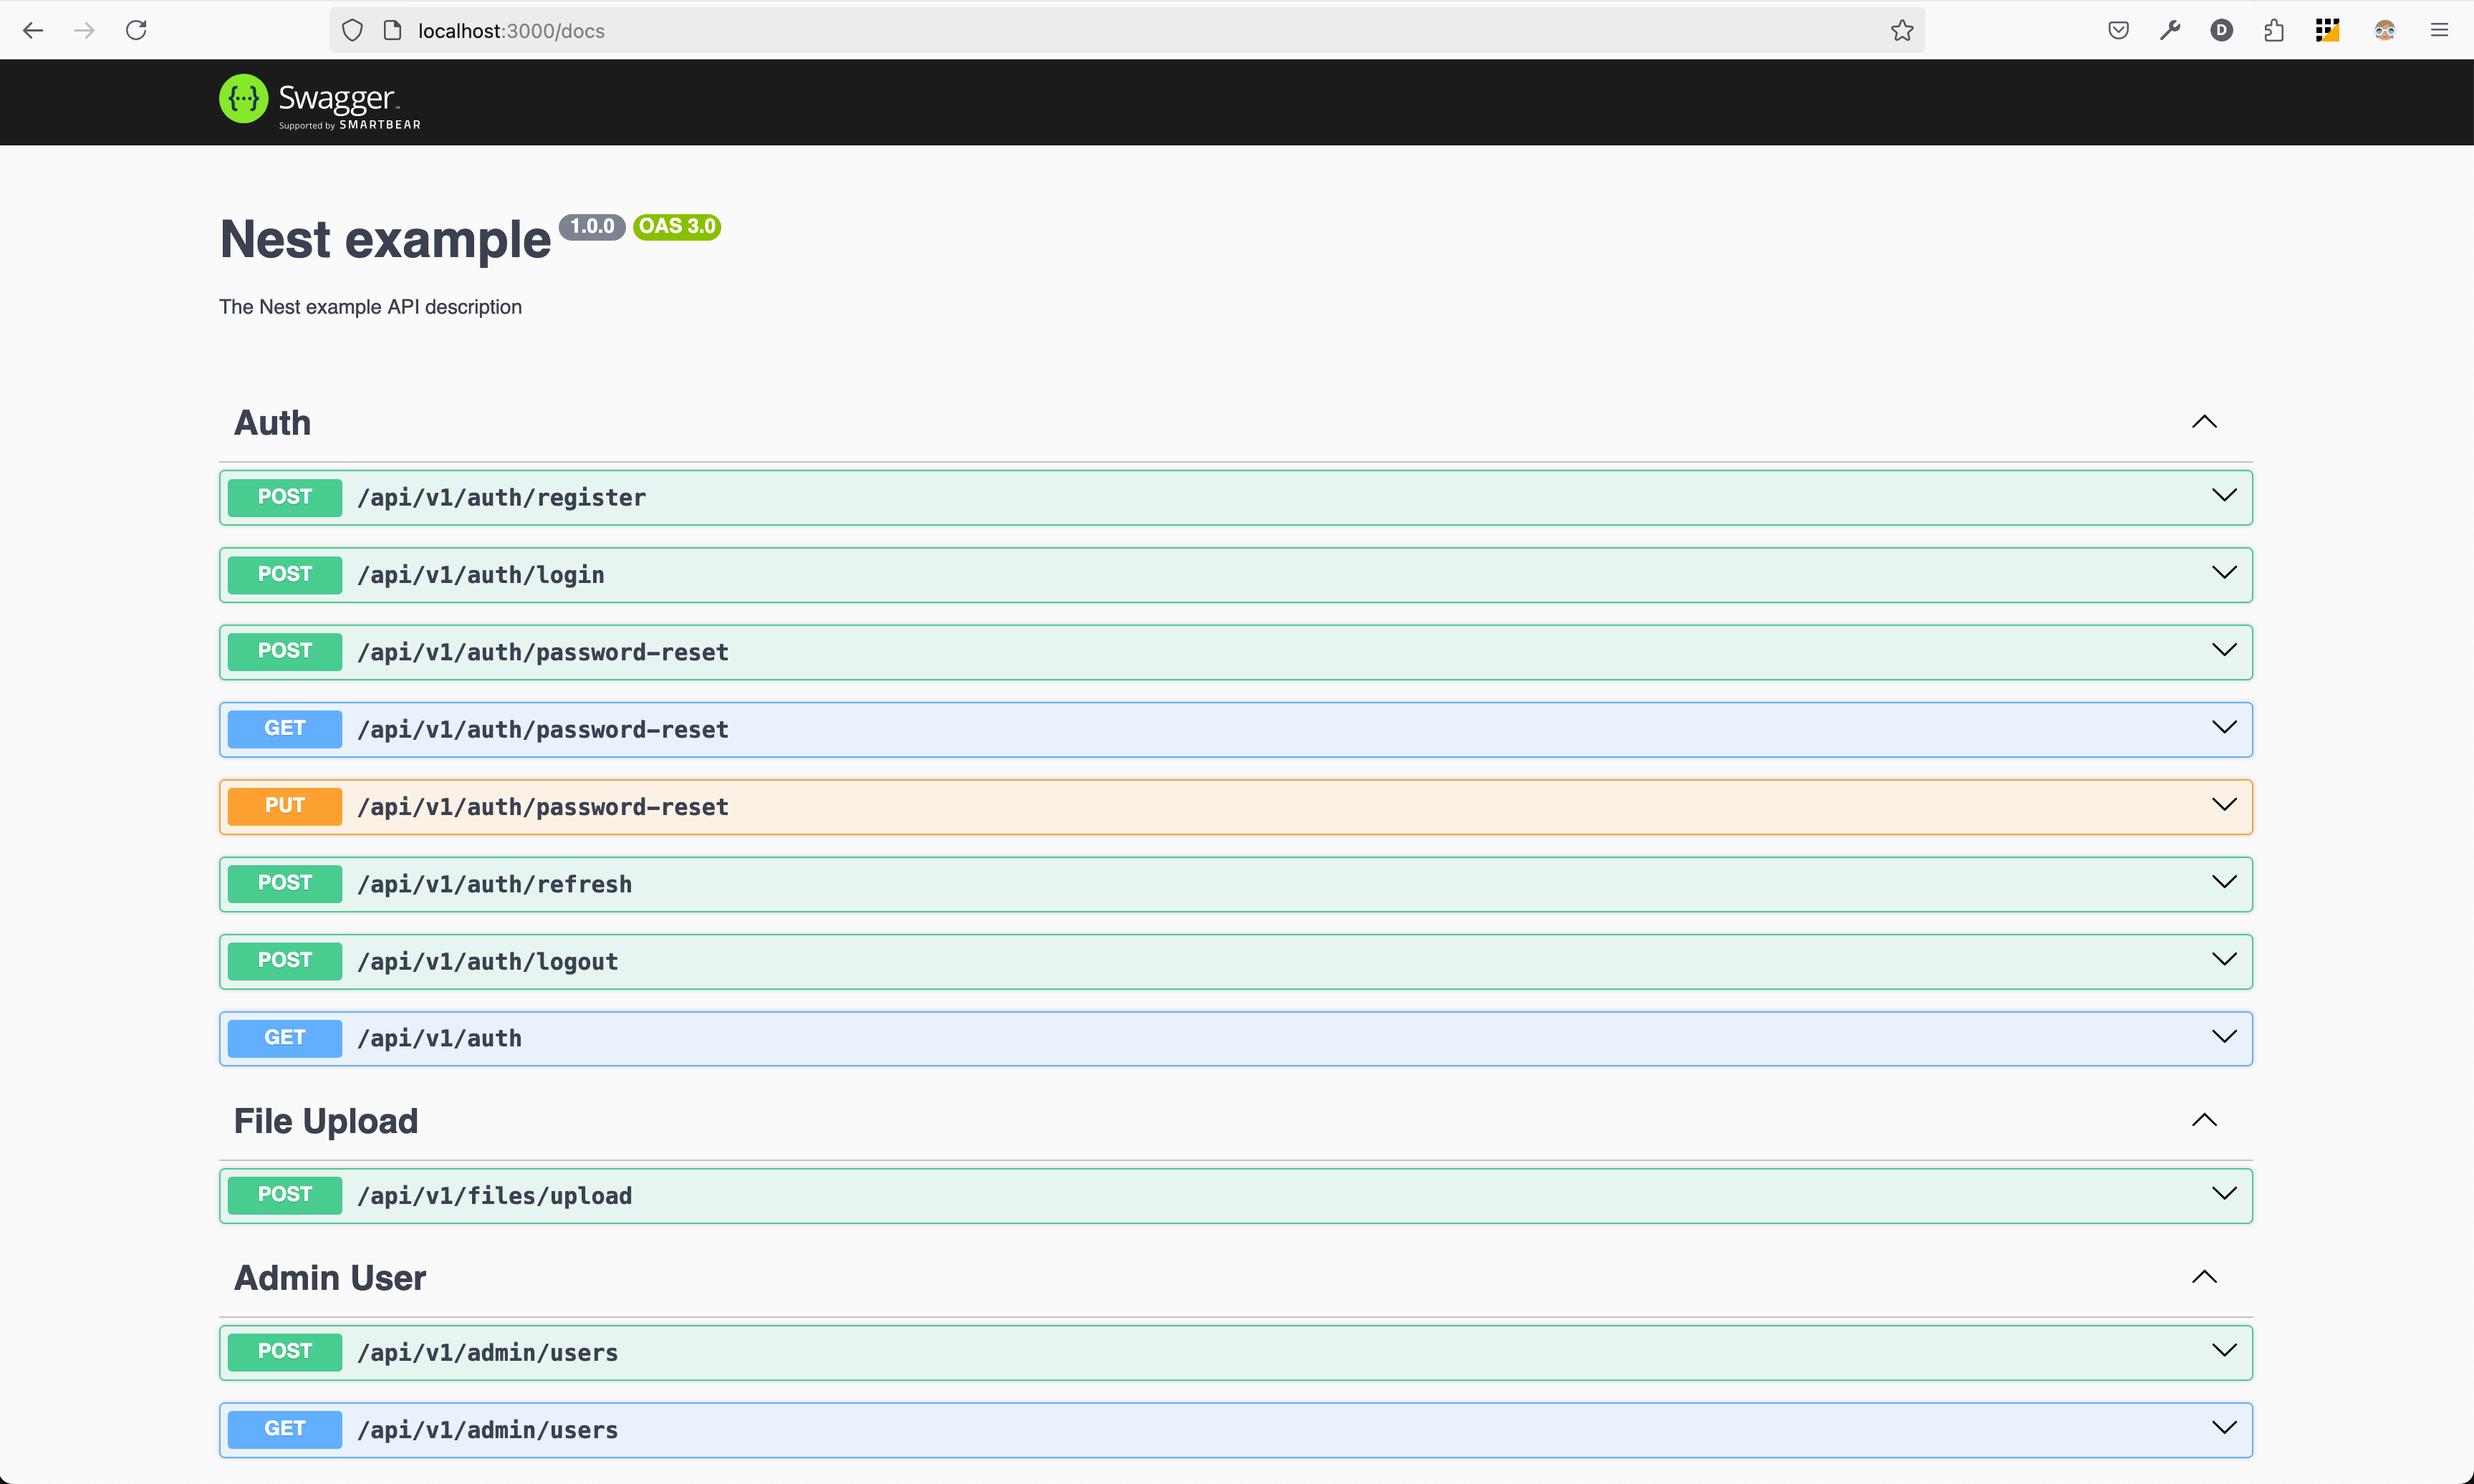 localhost:3000/docs
D
{···} Swagger™
Supported by SMARTBEAR
Nest example 1.0.0 OAS 3.0
The Nest example API description
Auth
POST /api/v1/auth/register
POST /api/v1/auth/login
POST /api/v1/auth/password-reset
GET /api/v1/auth/password-reset
PUT /api/v1/auth/password-reset
POST /api/v1/auth/refresh
POST /api/v1/auth/logout
GET /api/v1/auth
File Upload
POST /api/v1/files/upload
Admin User
POST /api/v1/admin/users
GET /api/v1/admin/users